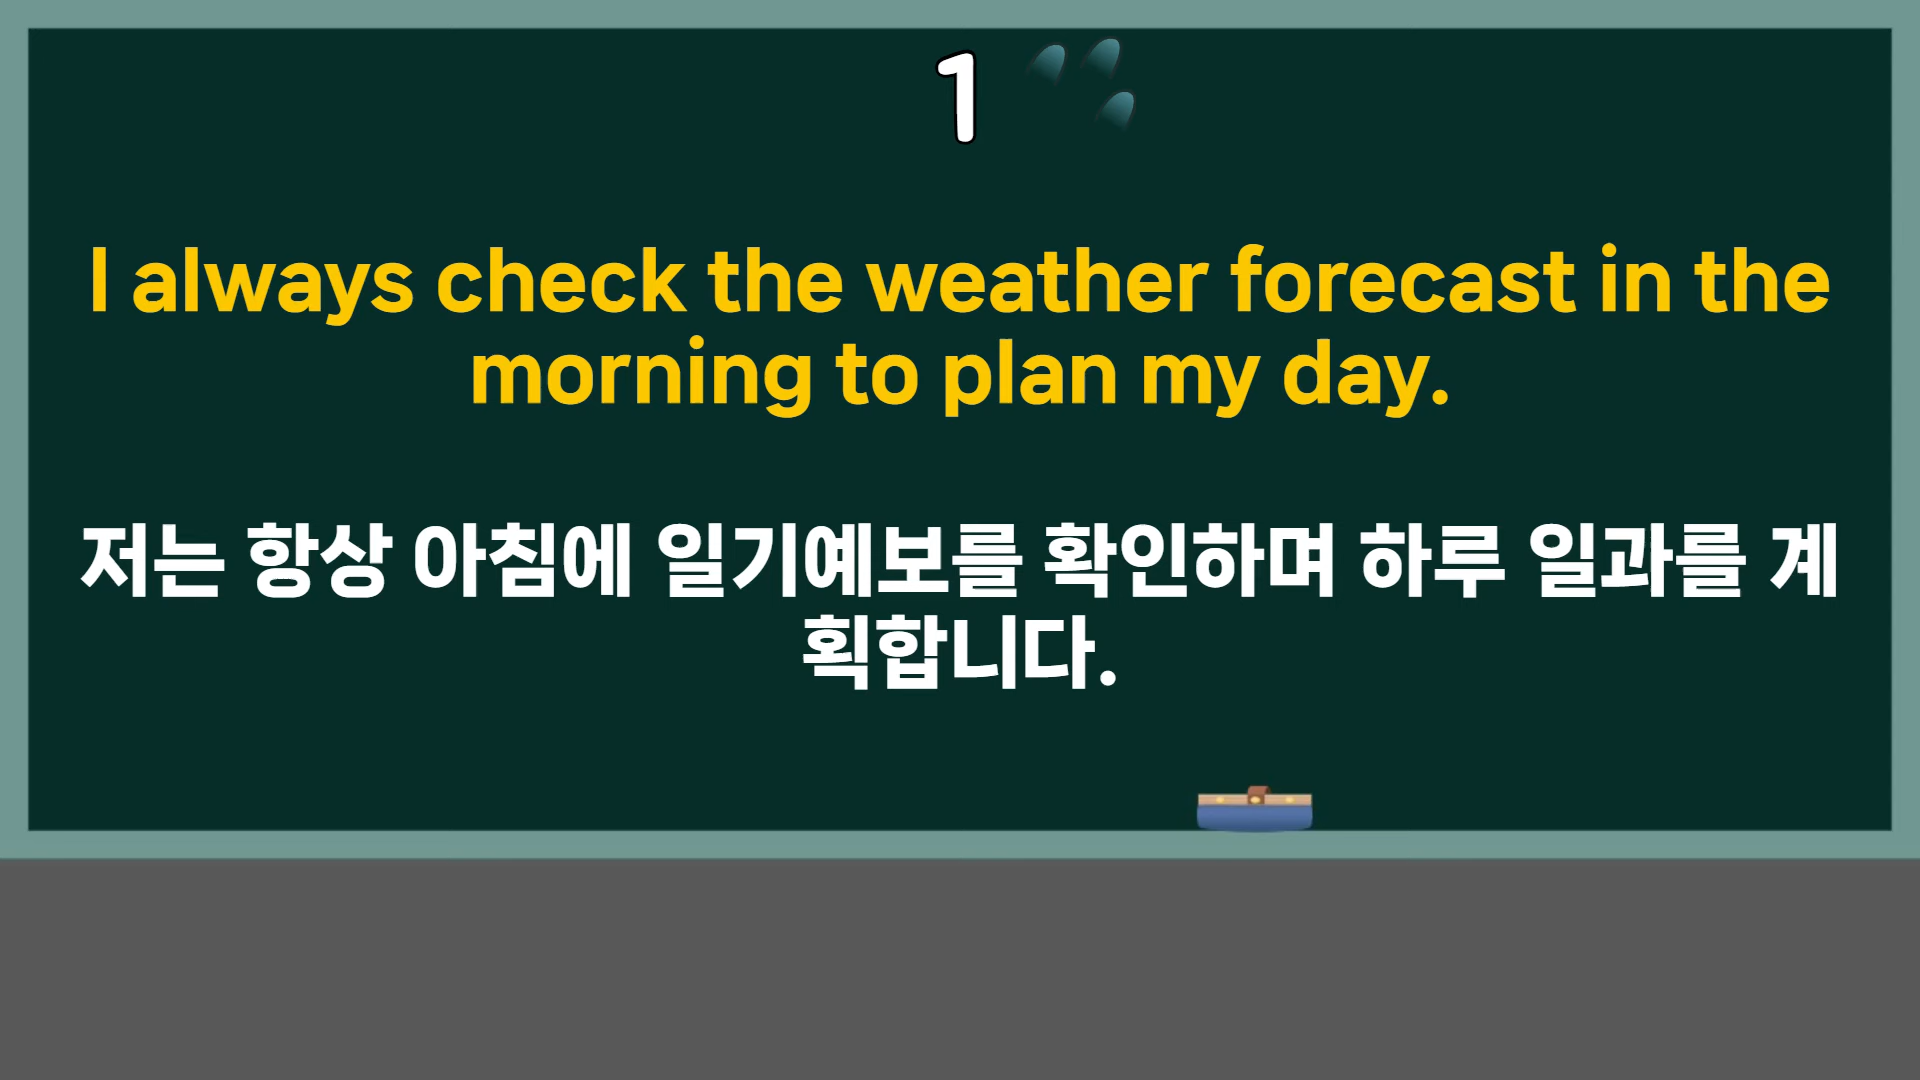 1
I always check the weather forecast in the
morning to plan my day.
저는 항상 아침에 일기예보를 확인하며 하루 일과를 계
획합니다.